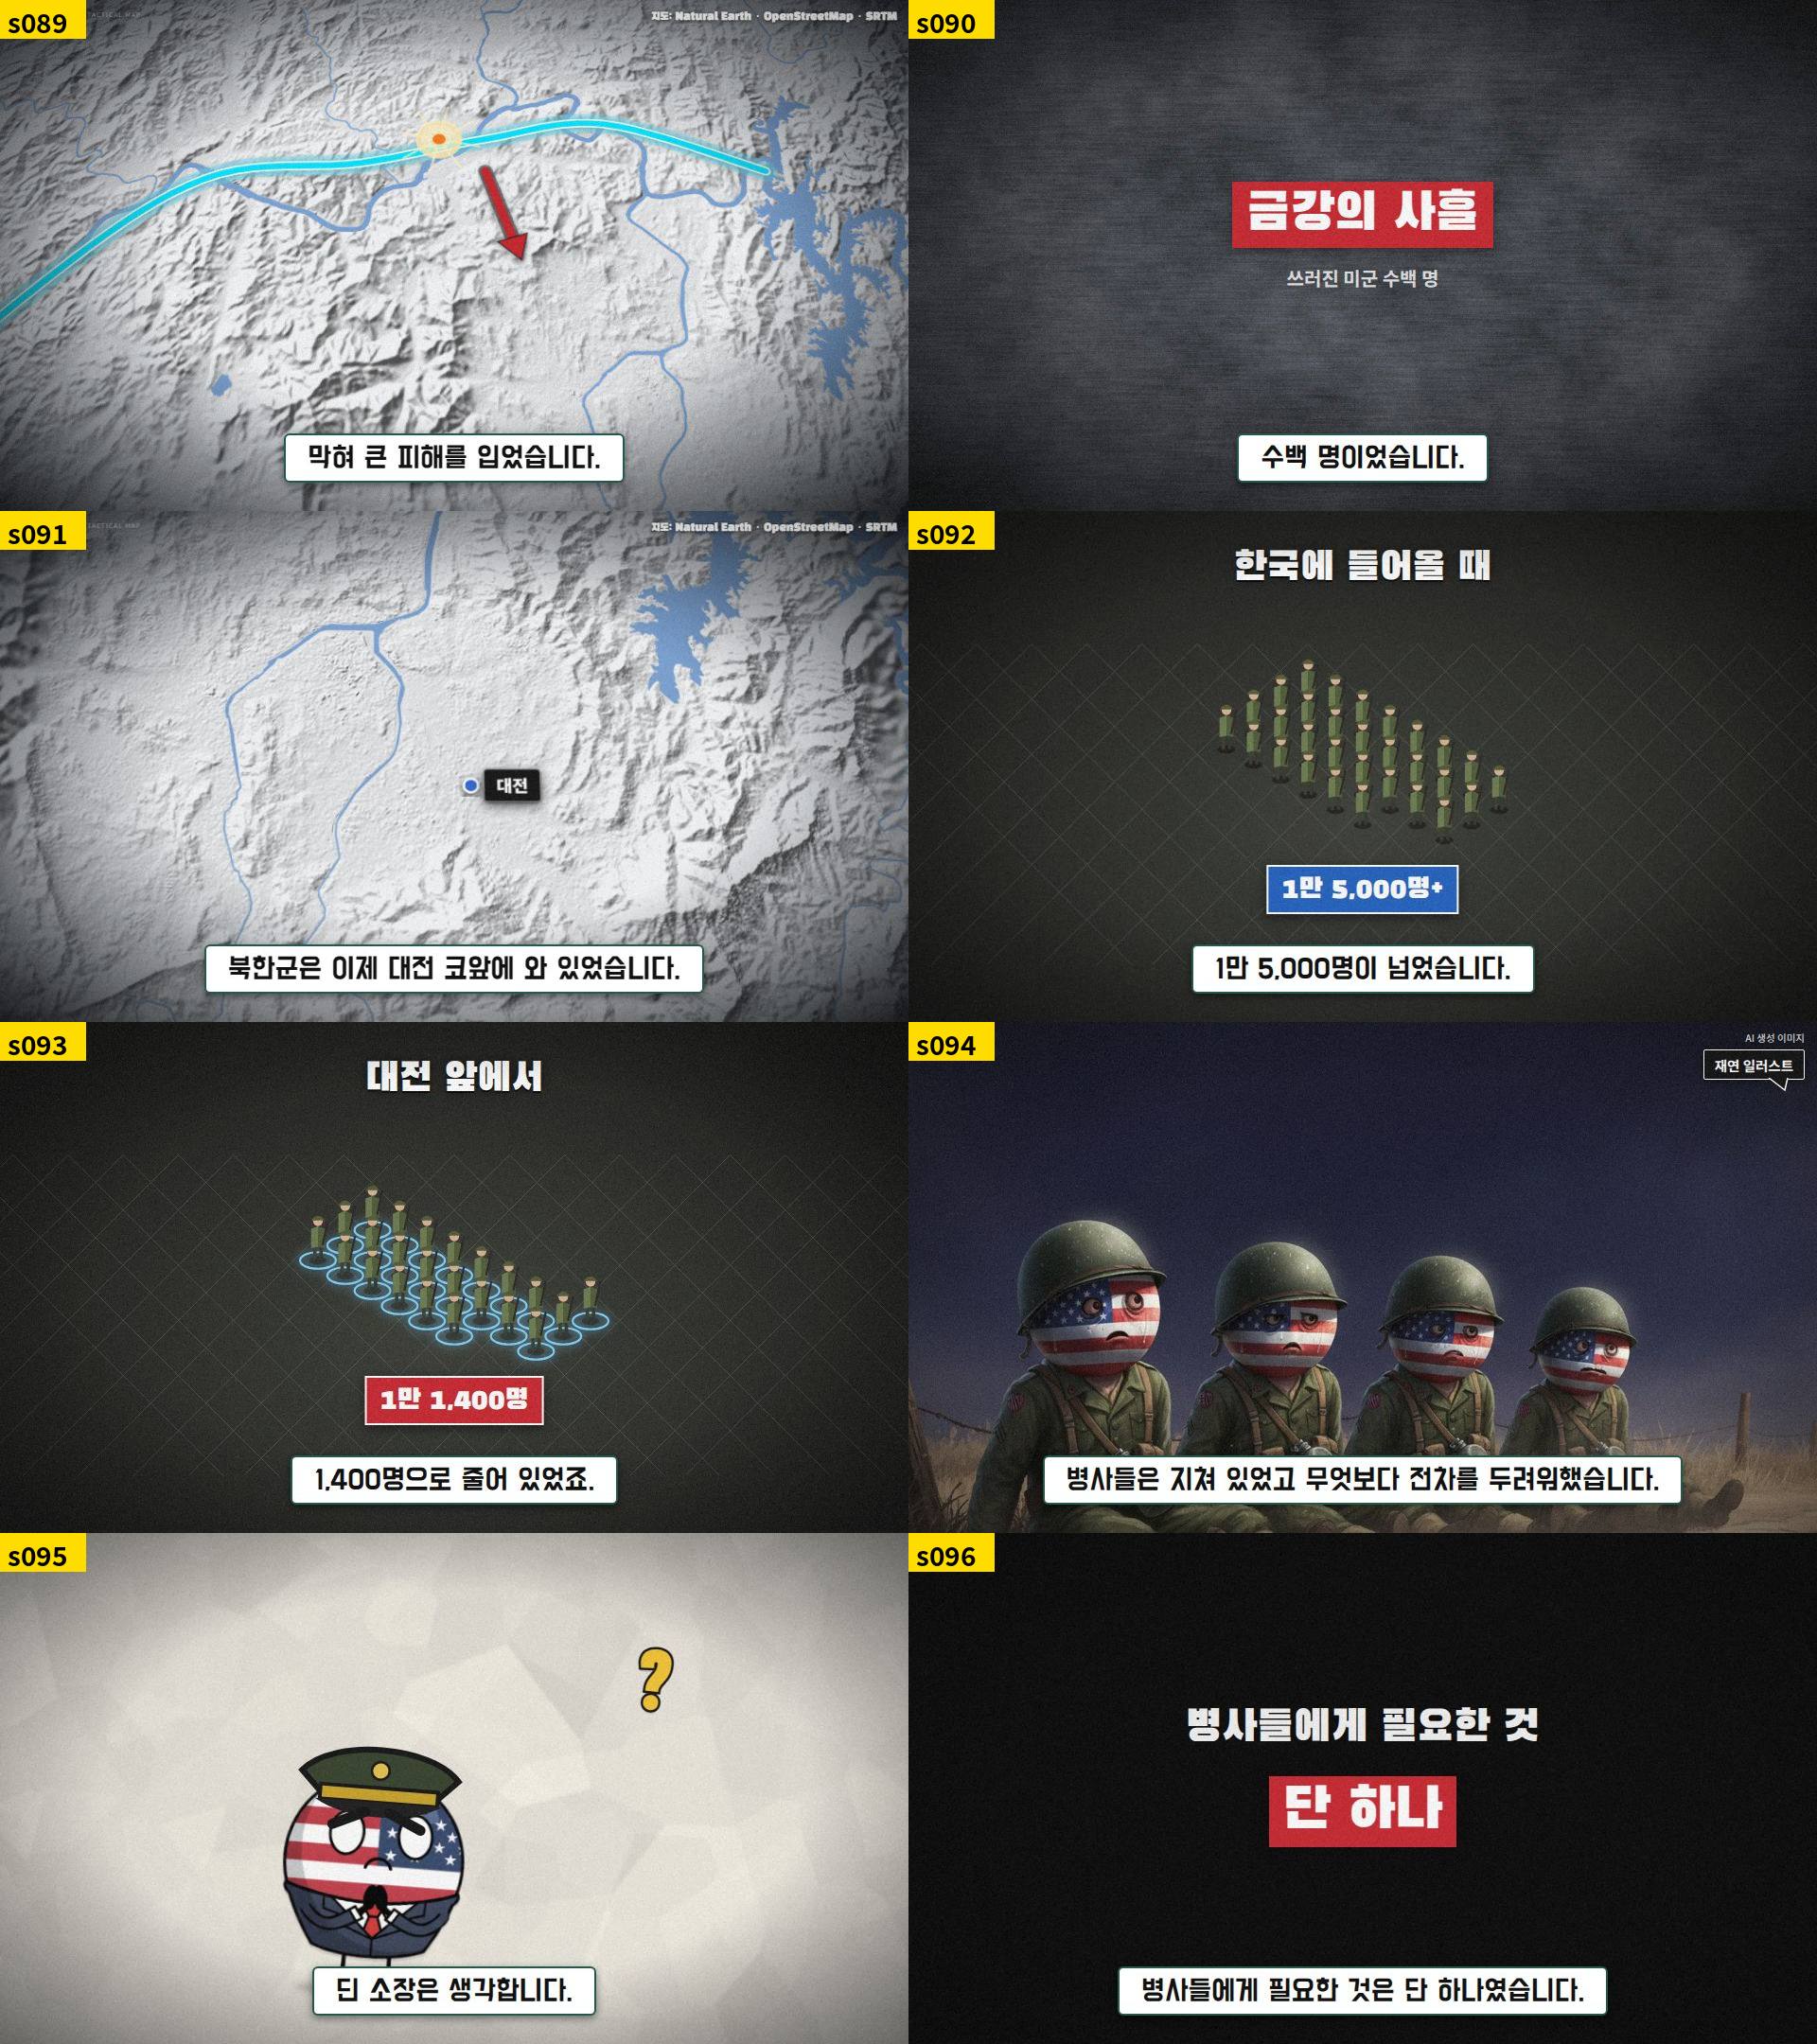 s089
TACTICAL MAP
지도: Natural Earth · OpenStreetMap · SRTM
막혀 큰 피해를 입었습니다.
s090
금강의 사흘
쓰러진 미군 수백 명
수백 명이었습니다.
s091
TACTICAL MAP
지도: Natural Earth · OpenStreetMap · SRTM
대전
북한군은 이제 대전 코앞에 와 있었습니다.
s092
한국에 들어올 때
1만 5,000명+
1만 5,000명이 넘었습니다.
s093
대전 앞에서
1만 1,400명
1,400명으로 줄어 있었죠.
s094
AI 생성 이미지
재연 일러스트
병사들은 지쳐 있었고 무엇보다 전차를 두려워했습니다.
s095
?
딘 소장은 생각합니다.
s096
병사들에게 필요한 것
단 하나
병사들에게 필요한 것은 단 하나였습니다.